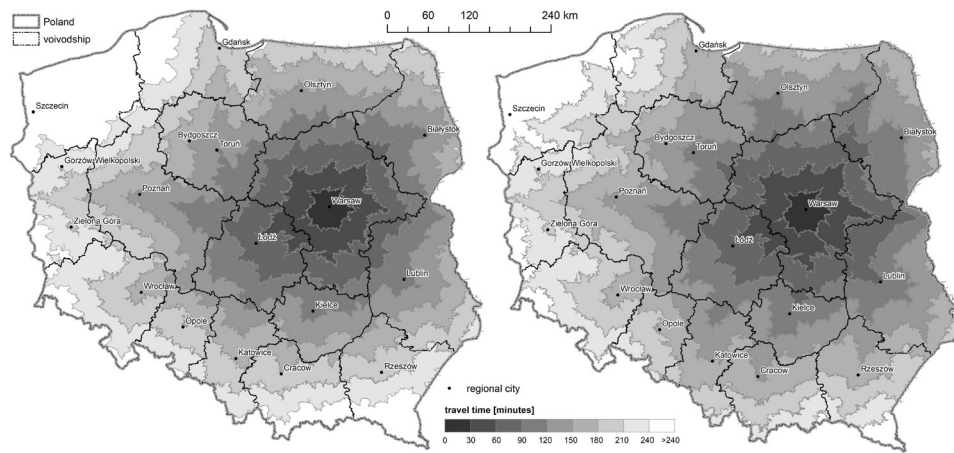 Poland
voivodship
0 60 120 240 km
Gdańsk
Szczecin
Olsztyn
Białystok
Bydgoszcz
Toruń
Gorzów Wielkopolski
Poznań
Warsaw
Zielona Góra
Łódź
Lublin
Wrocław
Kielce
Opole
Katowice
Cracow
Rzeszów
Gdańsk
Szczecin
Olsztyn
Białystok
Bydgoszcz
Toruń
Gorzów Wielkopolski
Poznań
Warsaw
Zielona Góra
Łódź
Lublin
Wrocław
Kielce
Opole
Katowice
Cracow
Rzeszów
regional city
travel time [minutes]
0 30 60 90 120 150 180 210 240 >240